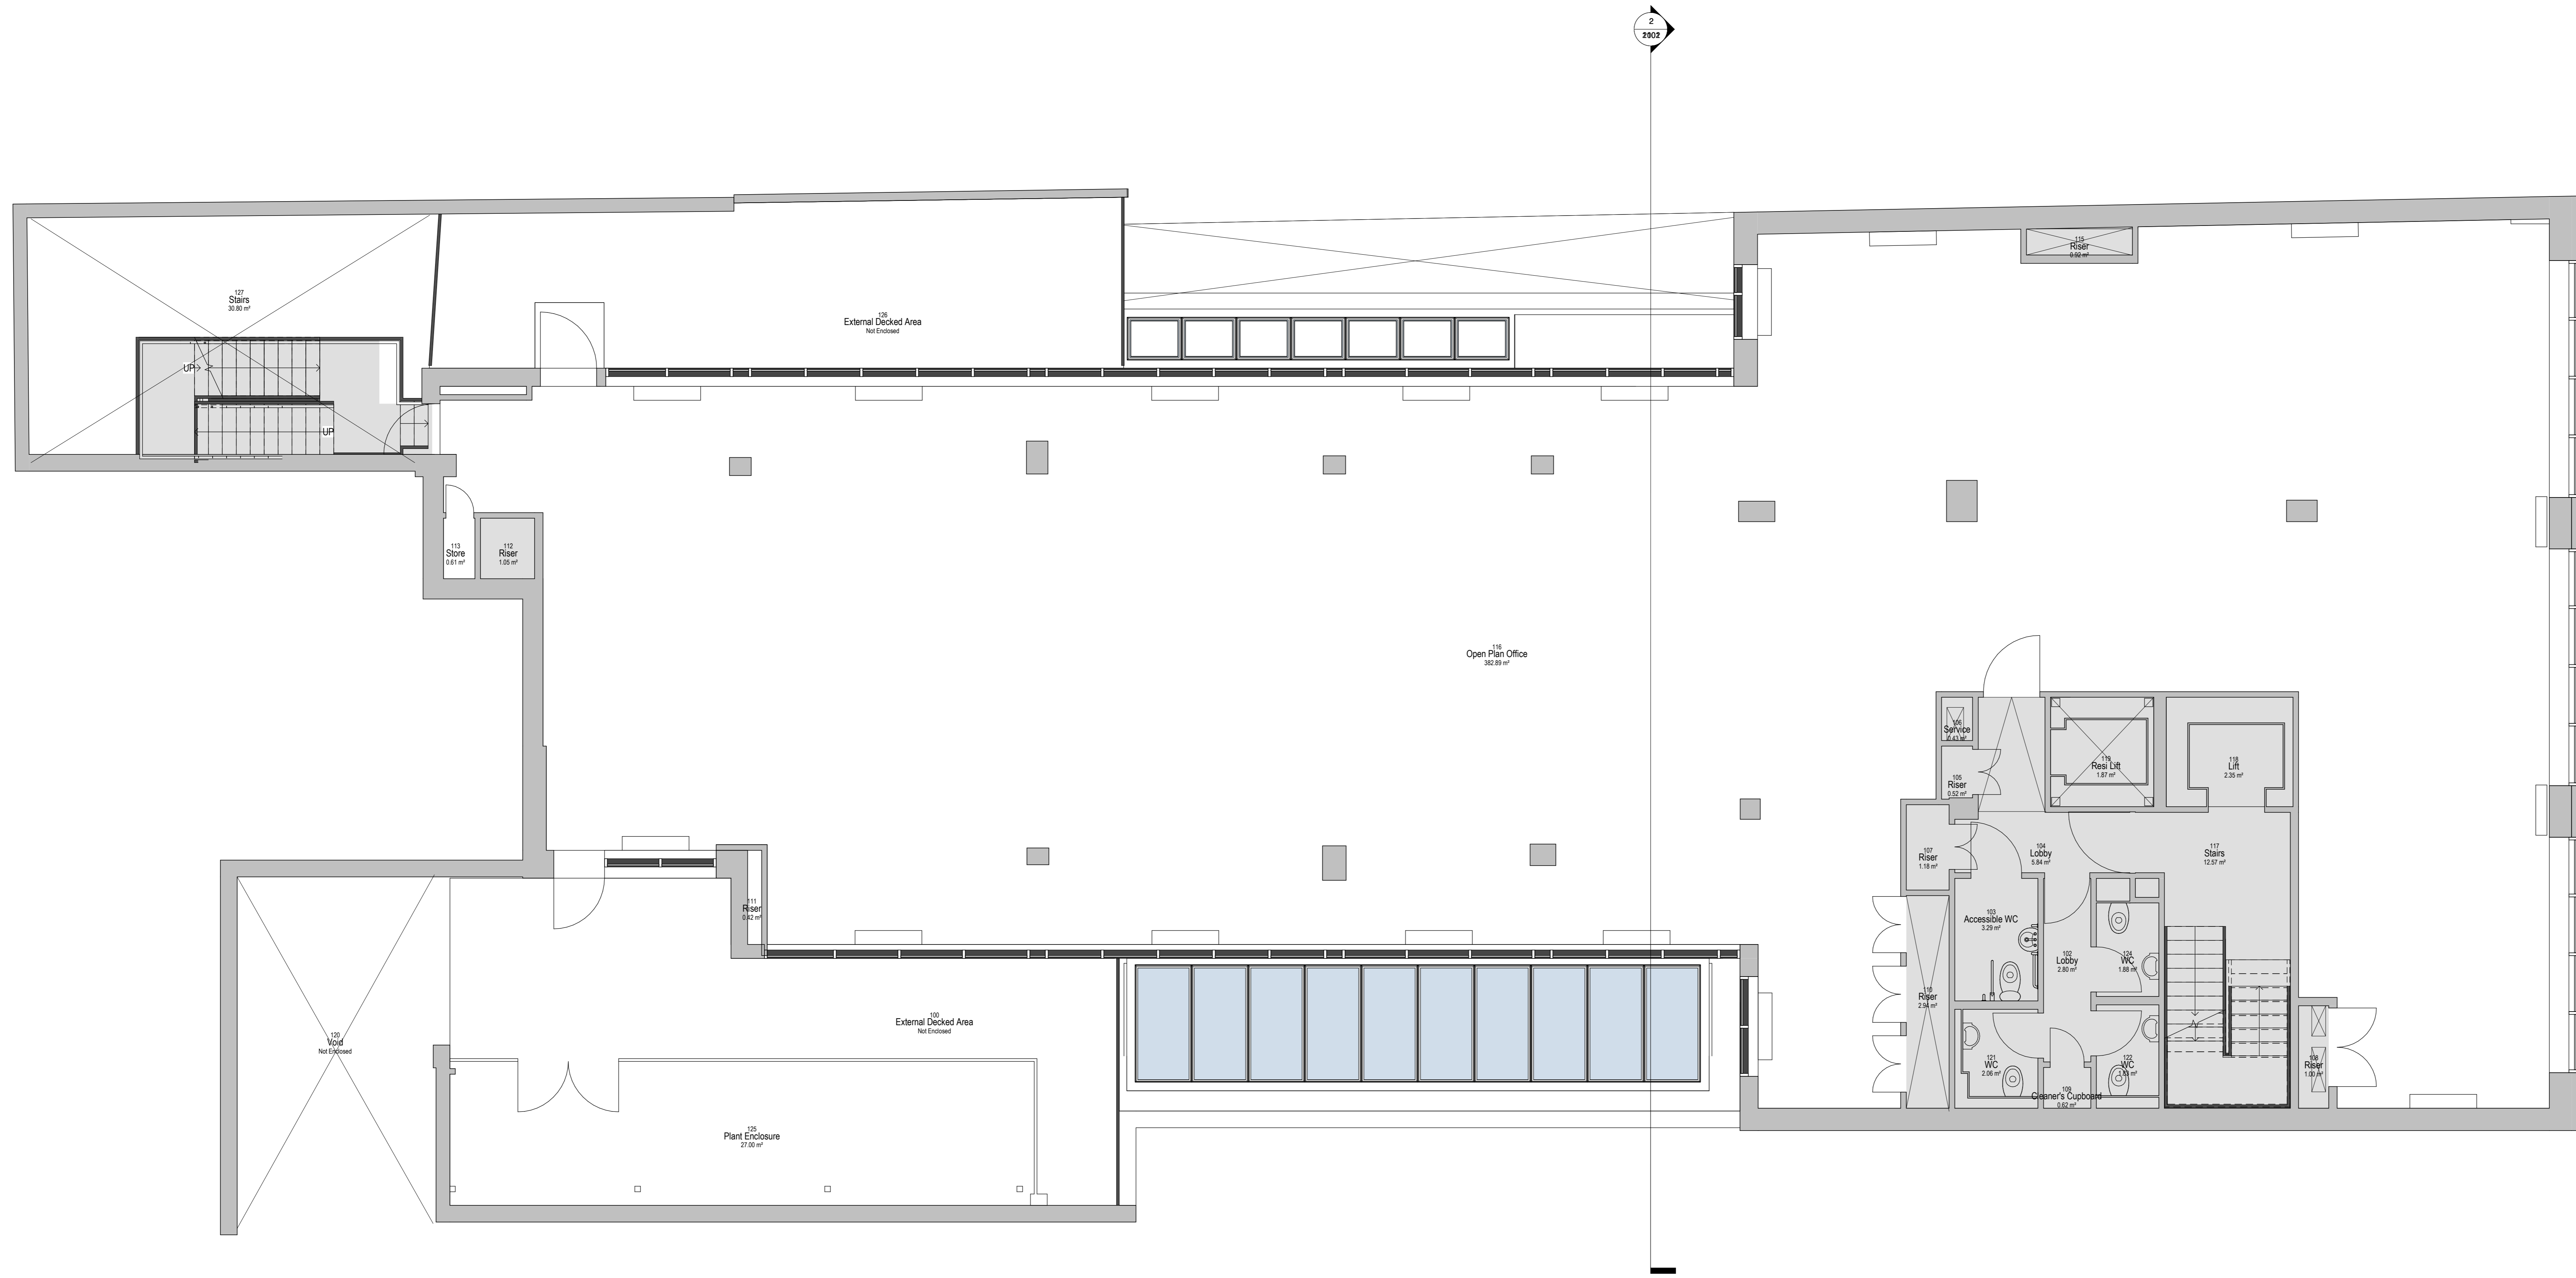 2
127
Stairs
30.80 m²
126
External Decked Area
Not Enclosed
115
Riser
0.92 m²
UP
UP
113
Store
0.61 m²
112
Riser
1.05 m²
116
Open Plan Office
382.89 m²
106
Service
0.43 m²
105
Riser
0.52 m²
119
Resi Lift
1.87 m²
118
Lift
2.35 m²
107
Riser
1.18 m²
104
Lobby
5.84 m²
117
Stairs
12.57 m²
111
Riser
0.42 m²
103
Accessible WC
3.29 m²
102
Lobby
2.80 m²
124
WC
1.88 m²
110
Riser
2.94 m²
120
Void
Not Enclosed
100
External Decked Area
Not Enclosed
121
WC
2.06 m²
122
WC
108
Riser
1.00 m²
109
Cleaner's Cupboard
0.62 m²
125
Plant Enclosure
27.00 m²